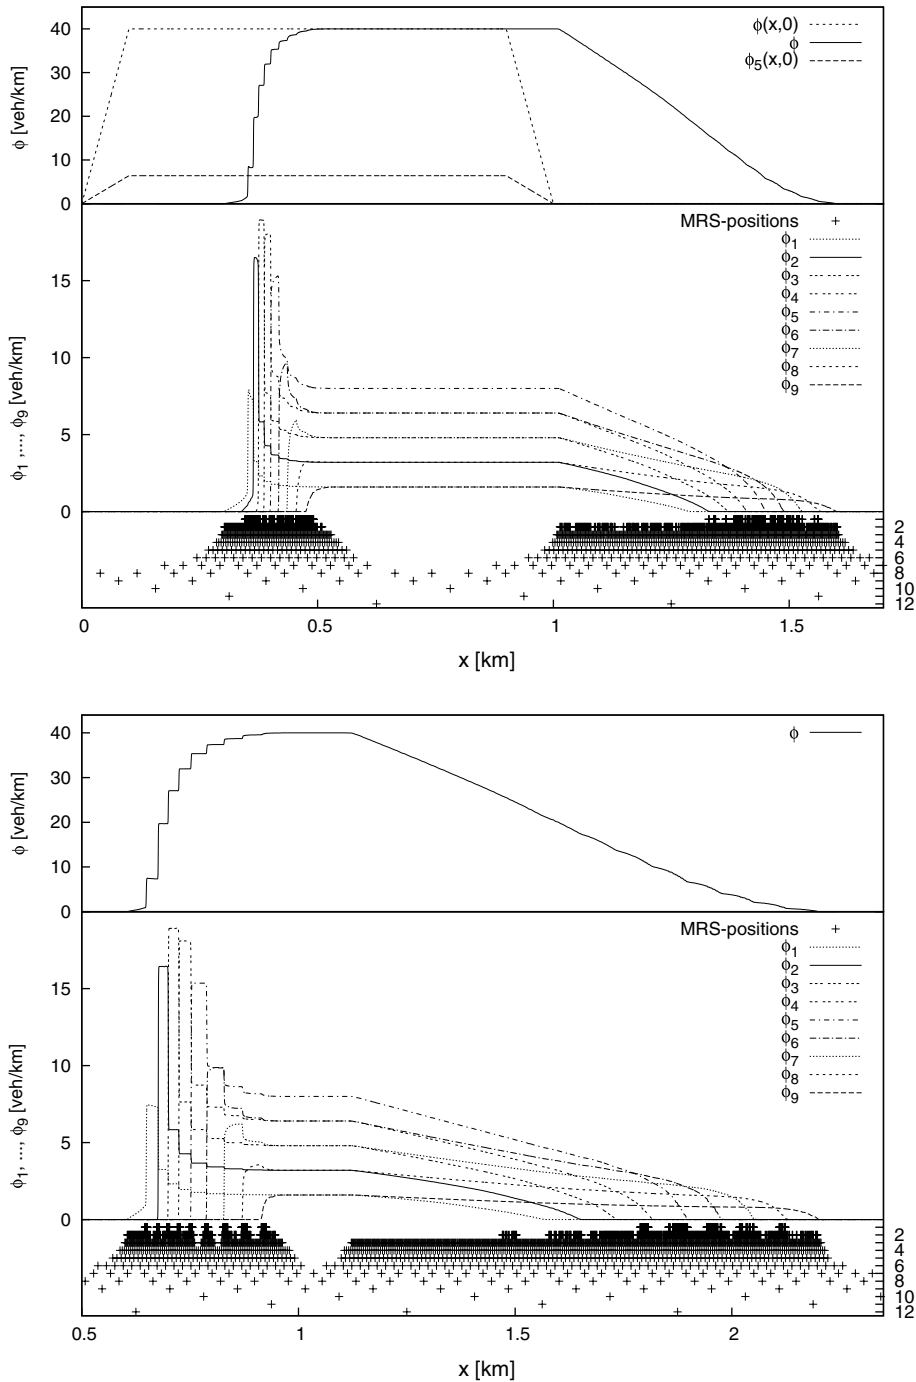 ϕ(x,0)
ϕ
ϕ5(x,0)
40
30
20
10
0
ϕ [veh/km]
MRS-positions
ϕ1
ϕ2
ϕ3
ϕ4
ϕ5
ϕ6
ϕ7
ϕ8
ϕ9
15
10
5
0
ϕ1 ,..., ϕ9 [veh/km]
2
4
6
8
10
12
0 0.5 1 1.5
x [km]
ϕ
40
30
20
10
0
ϕ [veh/km]
MRS-positions
ϕ1
ϕ2
ϕ3
ϕ4
ϕ5
ϕ6
ϕ7
ϕ8
ϕ9
15
10
5
0
ϕ1, ..., ϕ9 [veh/km]
2
4
6
8
10
12
0.5 1 1.5 2
x [km]